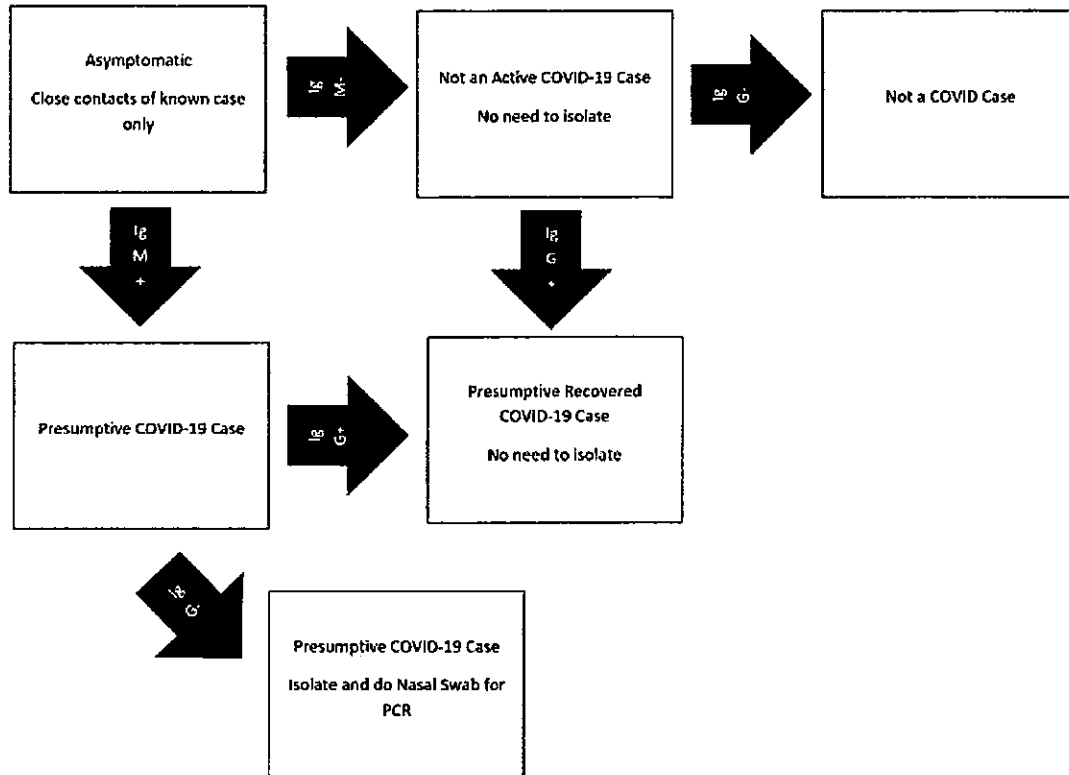 Asymptomatic
Close contacts of known case
only
Ig
M-
Not an Active COVID-19 Case
No need to isolate
Ig
G-
Not a COVID Case
Ig
M
+
Ig
G
+
Presumptive COVID-19 Case
Ig
G+
Presumptive Recovered
COVID-19 Case
No need to isolate
Ig
G-
Presumptive COVID-19 Case
Isolate and do Nasal Swab for
PCR